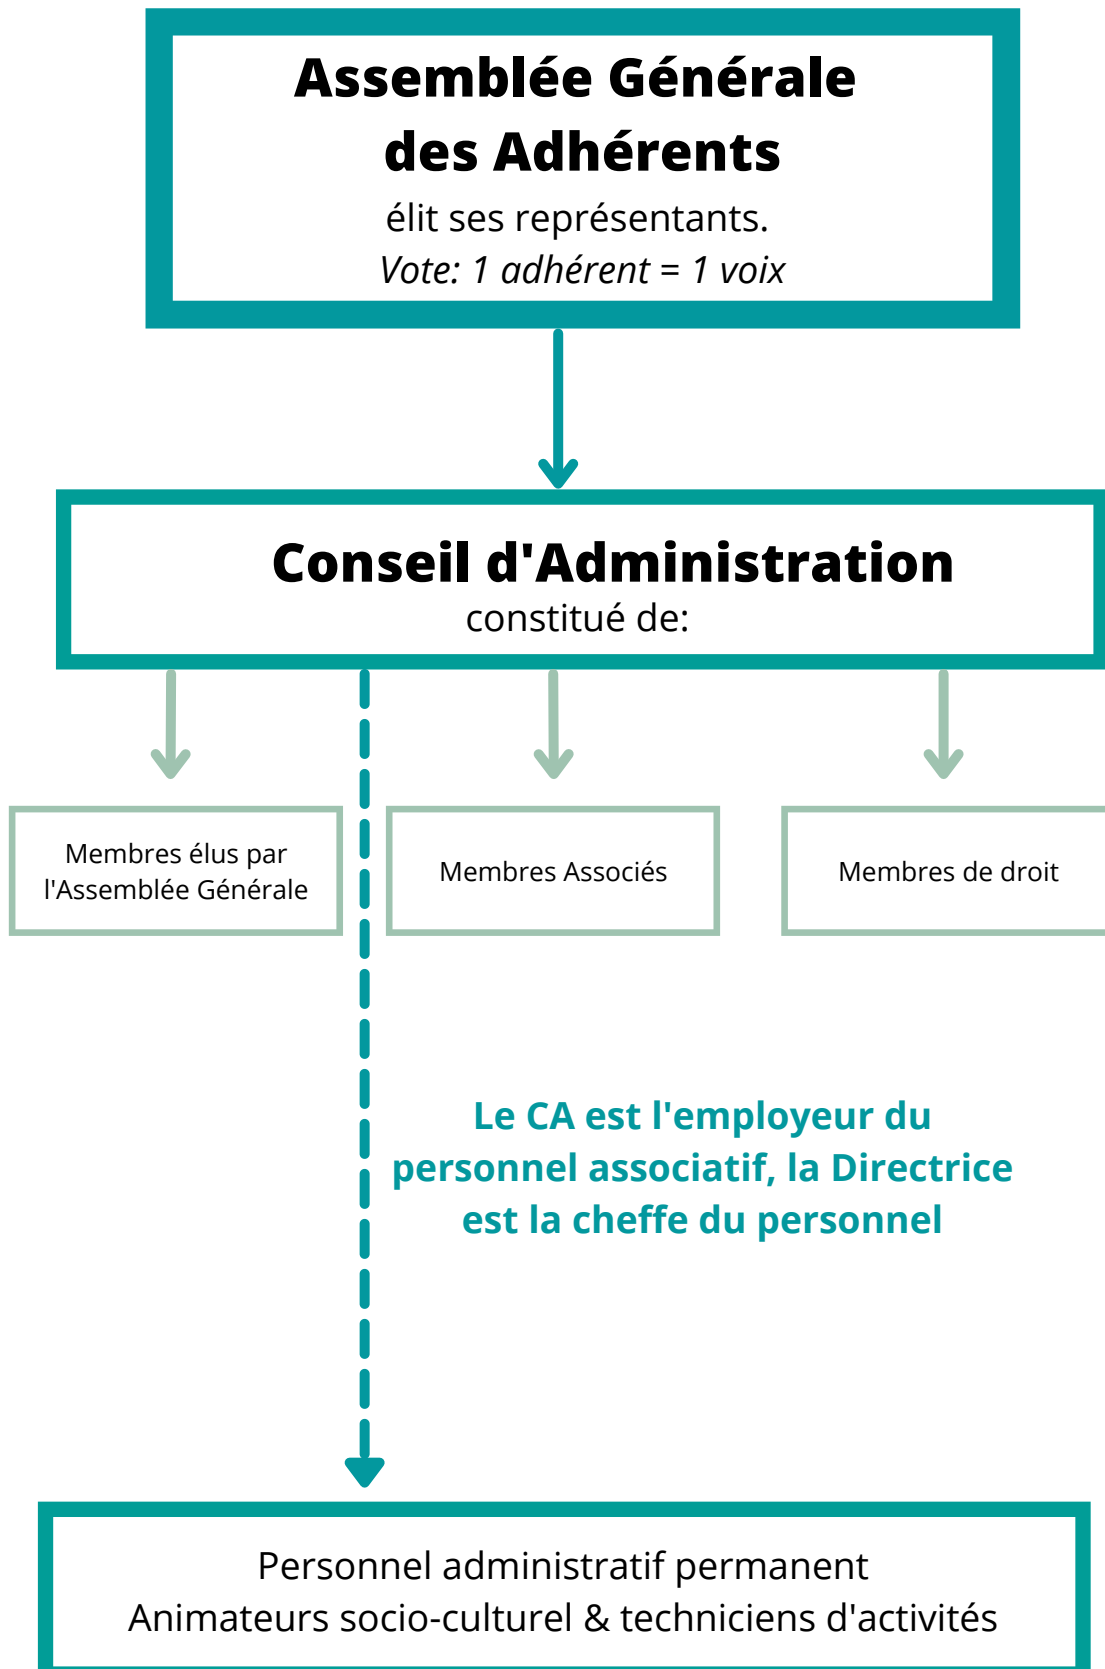 Assemblée Générale
des Adhérents
élit ses représentants.
Vote: 1 adhérent = 1 voix
Conseil d'Administration
constitué de:
Membres élus par
l'Assemblée Générale
Membres Associés
Membres de droit
Le CA est l'employeur du
personnel associatif, la Directrice
est la cheffe du personnel
Personnel administratif permanent
Animateurs socio-culturel & techniciens d'activités